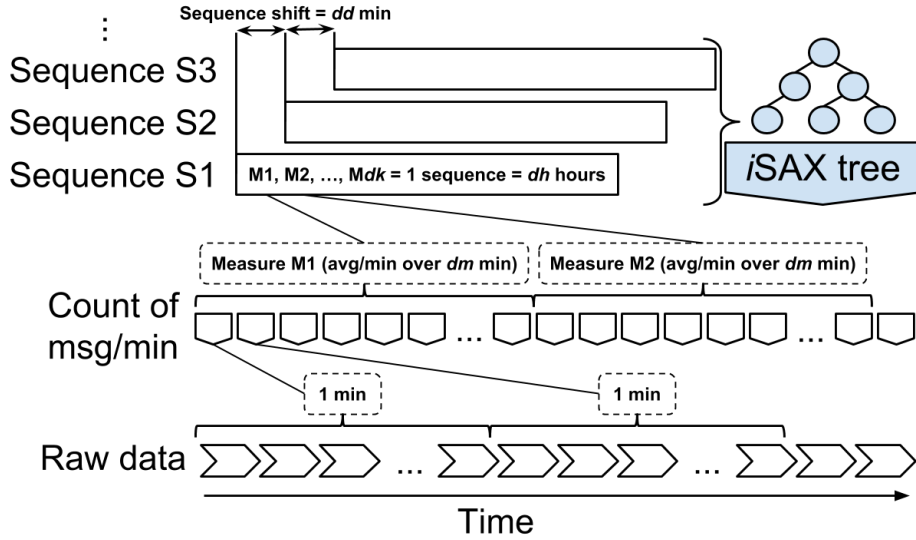 Sequence shift = dd min
⋮
Sequence S3
Sequence S2
Sequence S1
M1, M2, ..., Mdk = 1 sequence = dh hours
iSAX tree
Measure M1 (avg/min over dm min)
Measure M2 (avg/min over dm min)
Count of
msg/min
...
...
1 min
1 min
Raw data
...
...
Time